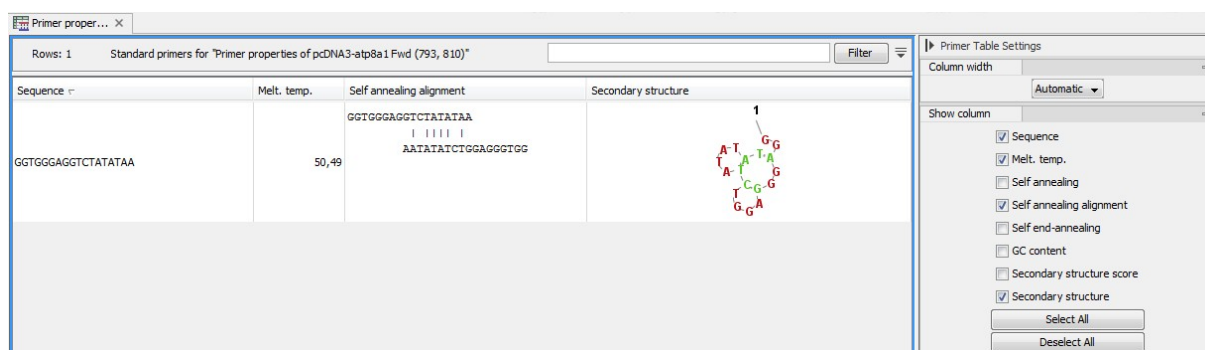 Primer proper... ×
Rows: 1 Standard primers for "Primer properties of pcDNA3-atp8a1 Fwd (793, 810)" Filter
Sequence Melt. temp. Self annealing alignment Secondary structure
GGTGGGAGGTCTATATAA 50,49
GGTGGGAGGTCTATATAA
AATATATCTGGAGGGTGG
1
Primer Table Settings
Column width
Automatic
Show column
Sequence
Melt. temp.
Self annealing
Self annealing alignment
Self end-annealing
GC content
Secondary structure score
Secondary structure
Select All
Deselect All